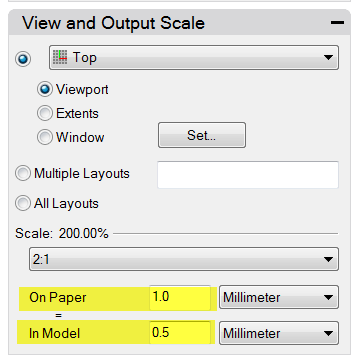 View and Output Scale
Top
Viewport
Extents
Window Set...
Multiple Layouts
All Layouts
Scale: 200.00%
2:1
On Paper 1.0 Millimeter
=
In Model 0.5 Millimeter